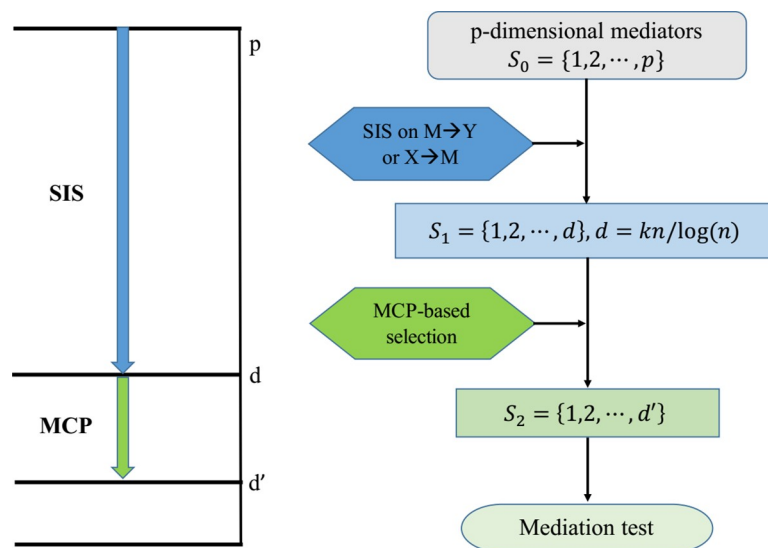 p
SIS
d
MCP
d’
p-dimensional mediators
S₀ = {1,2, ⋯ , p}
SIS on M→Y
or X→M
S₁ = {1,2, ⋯ , d}, d = kn/log(n)
MCP-based
selection
S₂ = {1,2, ⋯ , d′}
Mediation test